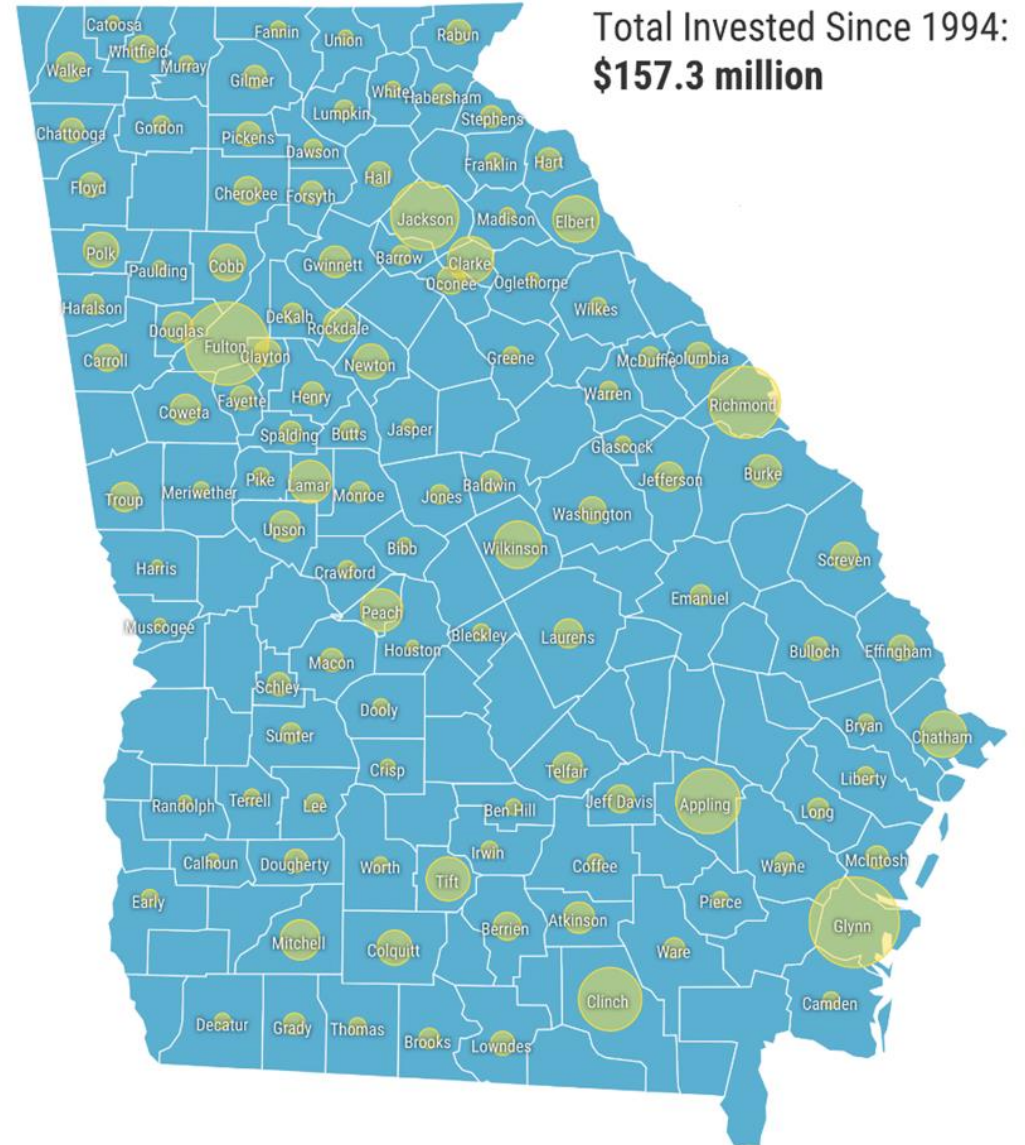 Total Invested Since 1994:
$157.3 million
Catoosa
Fannin
Union
Rabun
Whitfield
Murray
Walker
Gilmer
White
Habersham
Lumpkin
Stephens
Chattooga
Gordon
Pickens
Dawson
Franklin
Hart
Hall
Floyd
Cherokee
Forsyth
Jackson
Madison
Elbert
Polk
Paulding
Cobb
Gwinnett
Barrow
Clarke
Oconee
Oglethorpe
Haralson
Wilkes
Douglas
DeKalb
Rockdale
Fulton
Clayton
Carroll
Newton
Greene
McDuffie
Columbia
Coweta
Fayette
Henry
Warren
Richmond
Spalding
Butts
Jasper
Glascock
Troup
Meriwether
Pike
Lamar
Monroe
Jones
Baldwin
Jefferson
Burke
Upson
Washington
Bibb
Wilkinson
Screven
Harris
Crawford
Emanuel
Peach
Muscogee
Houston
Bleckley
Laurens
Bulloch
Effingham
Macon
Schley
Dooly
Sumter
Bryan
Chatham
Crisp
Telfair
Liberty
Randolph
Terrell
Lee
Ben Hill
Jeff Davis
Appling
Long
Calhoun
Dougherty
Worth
Irwin
Coffee
Wayne
McIntosh
Tift
Early
Pierce
Mitchell
Colquitt
Berrien
Atkinson
Ware
Glynn
Clinch
Camden
Decatur
Grady
Thomas
Brooks
Lowndes